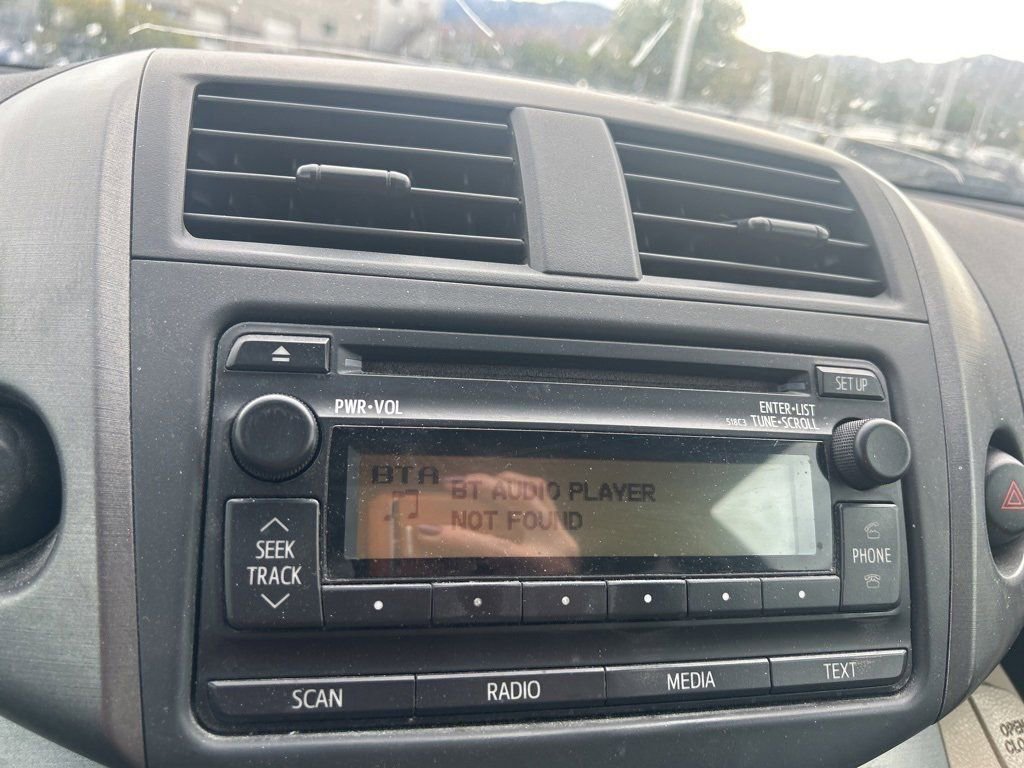 SET UP
PWR•VOL
ENTER•LIST
518C3 TUNE•SCROLL
BTA
BT AUDIO PLAYER
NOT FOUND
SEEK
TRACK
PHONE
SCAN
RADIO
MEDIA
TEXT